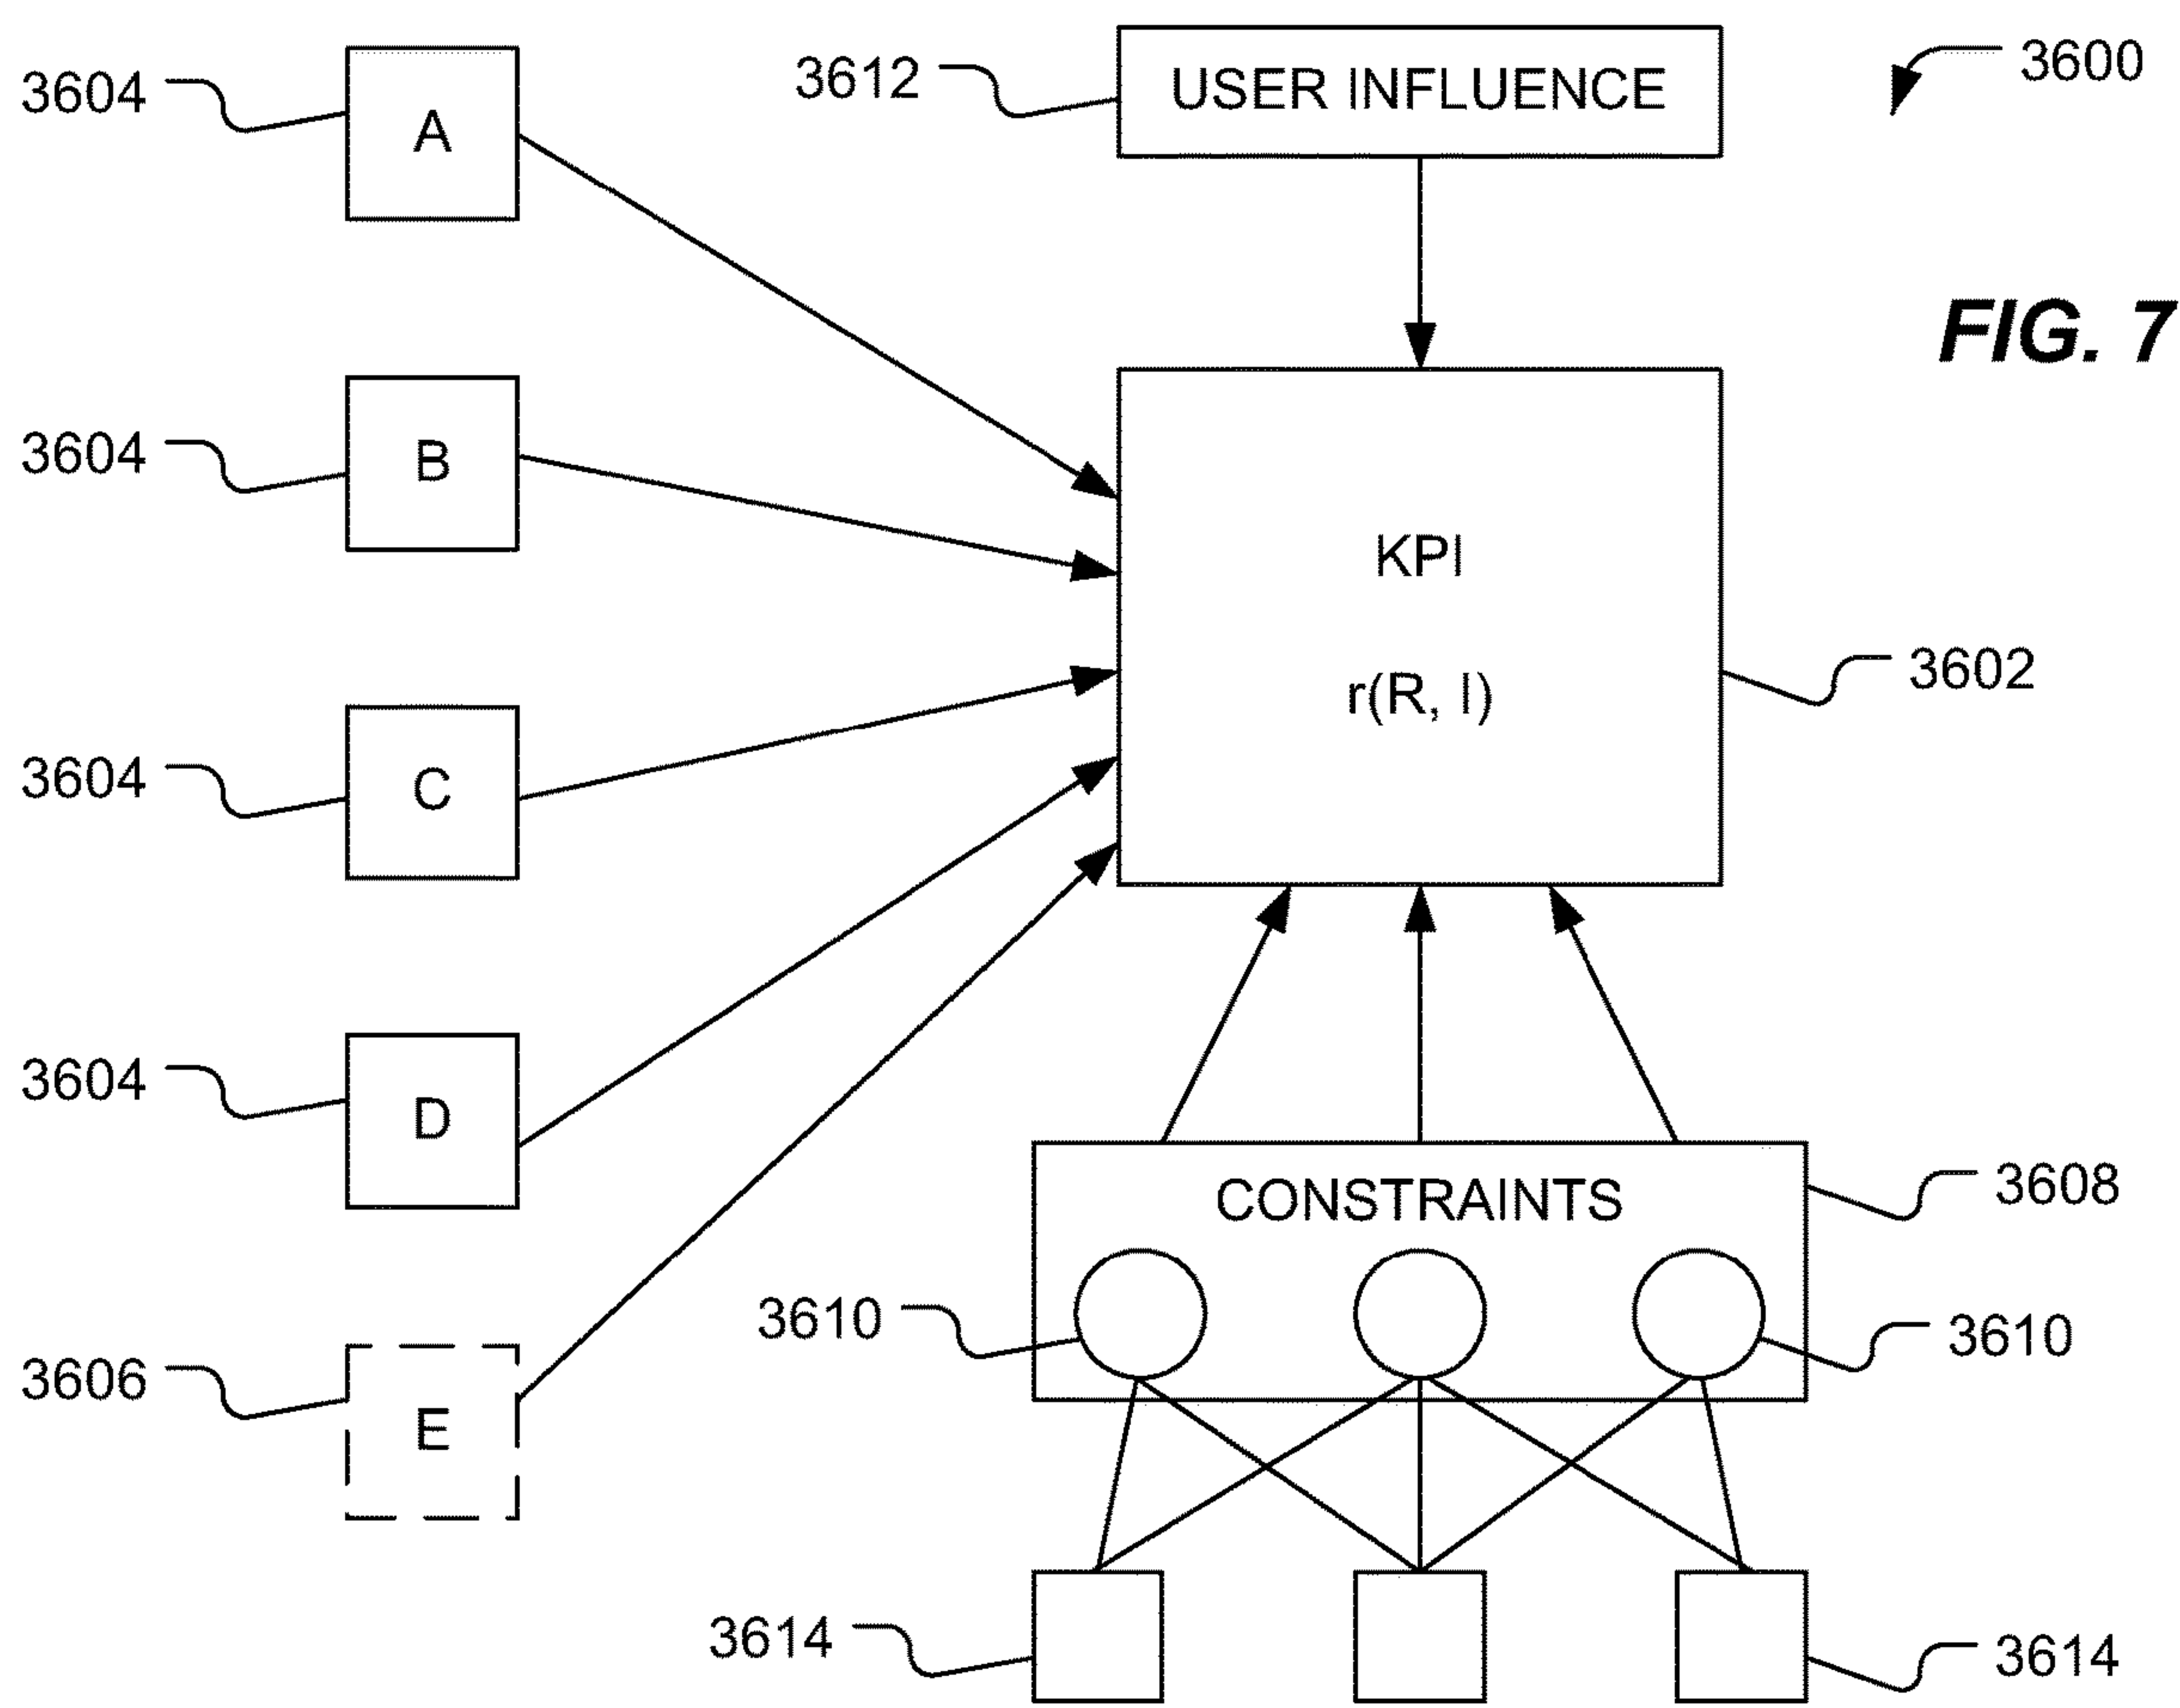 3604
A
3612
USER INFLUENCE
3600
FIG. 7
3604
B
KPI
r(R, I)
3602
3604
C
3604
D
CONSTRAINTS
3608
3610
3610
3606
E
3614
3614